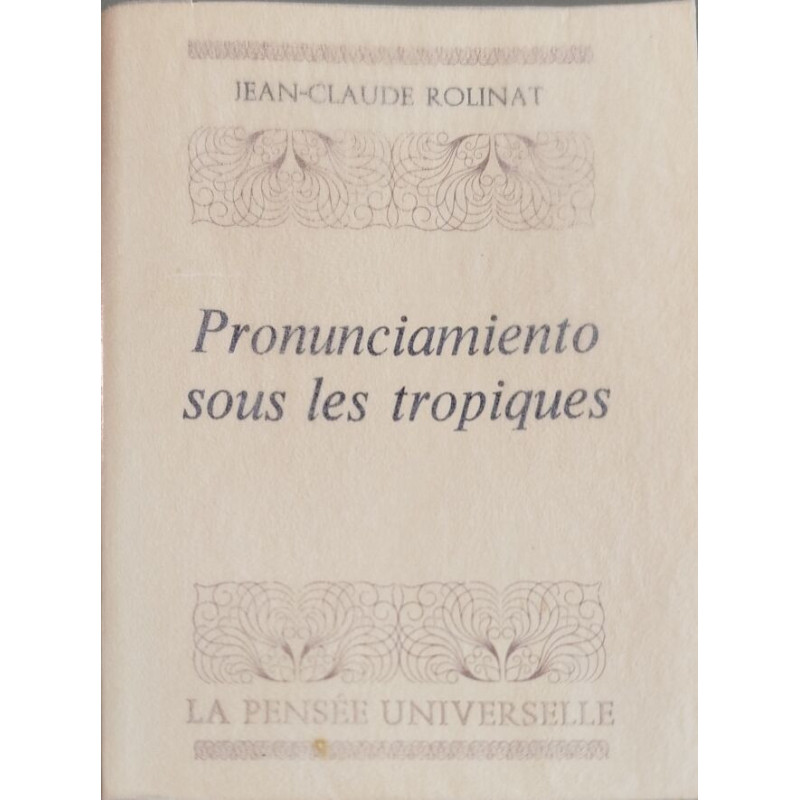 JEAN-CLAUDE ROLINAT
Pronunciamiento
sous les tropiques
LA PENSÉE UNIVERSELLE